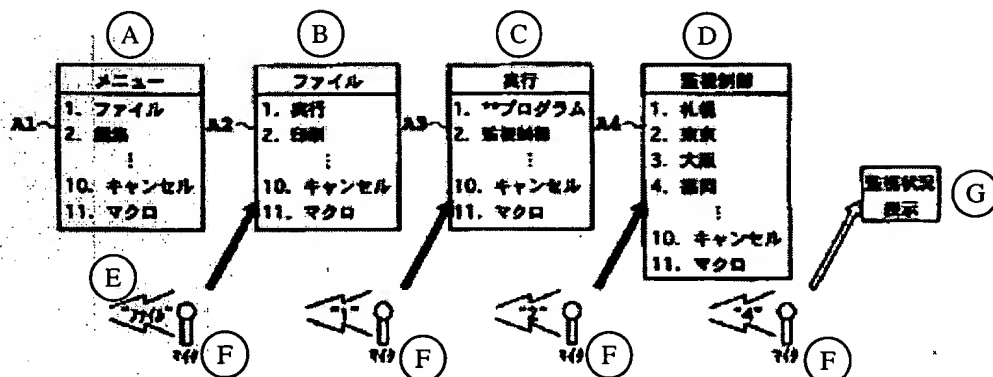 A
B
C
D
メニュー
1. ファイル
2. 編集
⋮
10. キャンセル
11. マクロ
A1
ファイル
1. 実行
2. 印刷
⋮
10. キャンセル
11. マクロ
A2
実行
1. **プログラム
2. 監視制御
⋮
10. キャンセル
11. マクロ
A3
監視制御
1. 札幌
2. 東京
3. 大阪
4. 福岡
⋮
10. キャンセル
11. マクロ
A4
監視状況
表示
G
E
"ファイル"
マイク
F
"1"
マイク
F
"2"
マイク
F
"4"
マイク
F